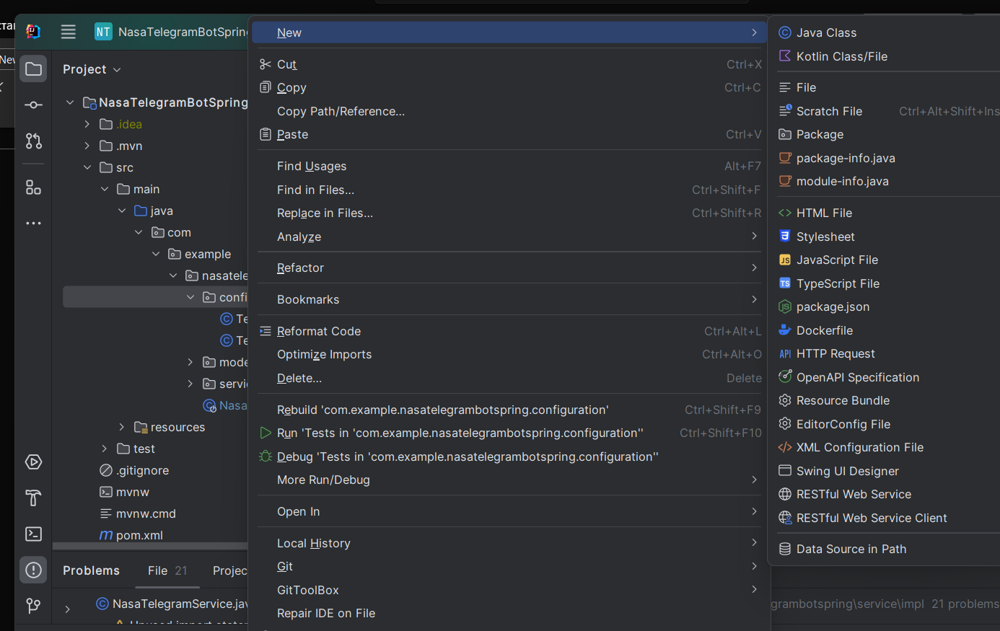 стан
New
NT NasaTelegramBotSpring
Project
NasaTelegramBotSpring
.idea
.mvn
src
main
java
com
example
nasatele
confi
Te
Te
mode
servi
Nasa
resources
test
.gitignore
mvnw
mvnw.cmd
pom.xml
Problems File 21 Projec
NasaTelegramService.jav
grambotspring\service\impl 21 problems
New
Cut Ctrl+X
Copy Ctrl+C
Copy Path/Reference...
Paste Ctrl+V
Find Usages Alt+F7
Find in Files... Ctrl+Shift+F
Replace in Files... Ctrl+Shift+R
Analyze
Refactor
Bookmarks
Reformat Code Ctrl+Alt+L
Optimize Imports Ctrl+Alt+O
Delete... Delete
Rebuild 'com.example.nasatelegrambotspring.configuration' Ctrl+Shift+F9
Run 'Tests in 'com.example.nasatelegrambotspring.configuration'' Ctrl+Shift+F10
Debug 'Tests in 'com.example.nasatelegrambotspring.configuration''
More Run/Debug
Open In
Local History
Git
GitToolBox
Repair IDE on File
Java Class
Kotlin Class/File
File
Scratch File Ctrl+Alt+Shift+Ins
Package
package-info.java
module-info.java
HTML File
Stylesheet
JavaScript File
TypeScript File
package.json
Dockerfile
API HTTP Request
OpenAPI Specification
Resource Bundle
EditorConfig File
XML Configuration File
Swing UI Designer
RESTful Web Service
RESTful Web Service Client
Data Source in Path